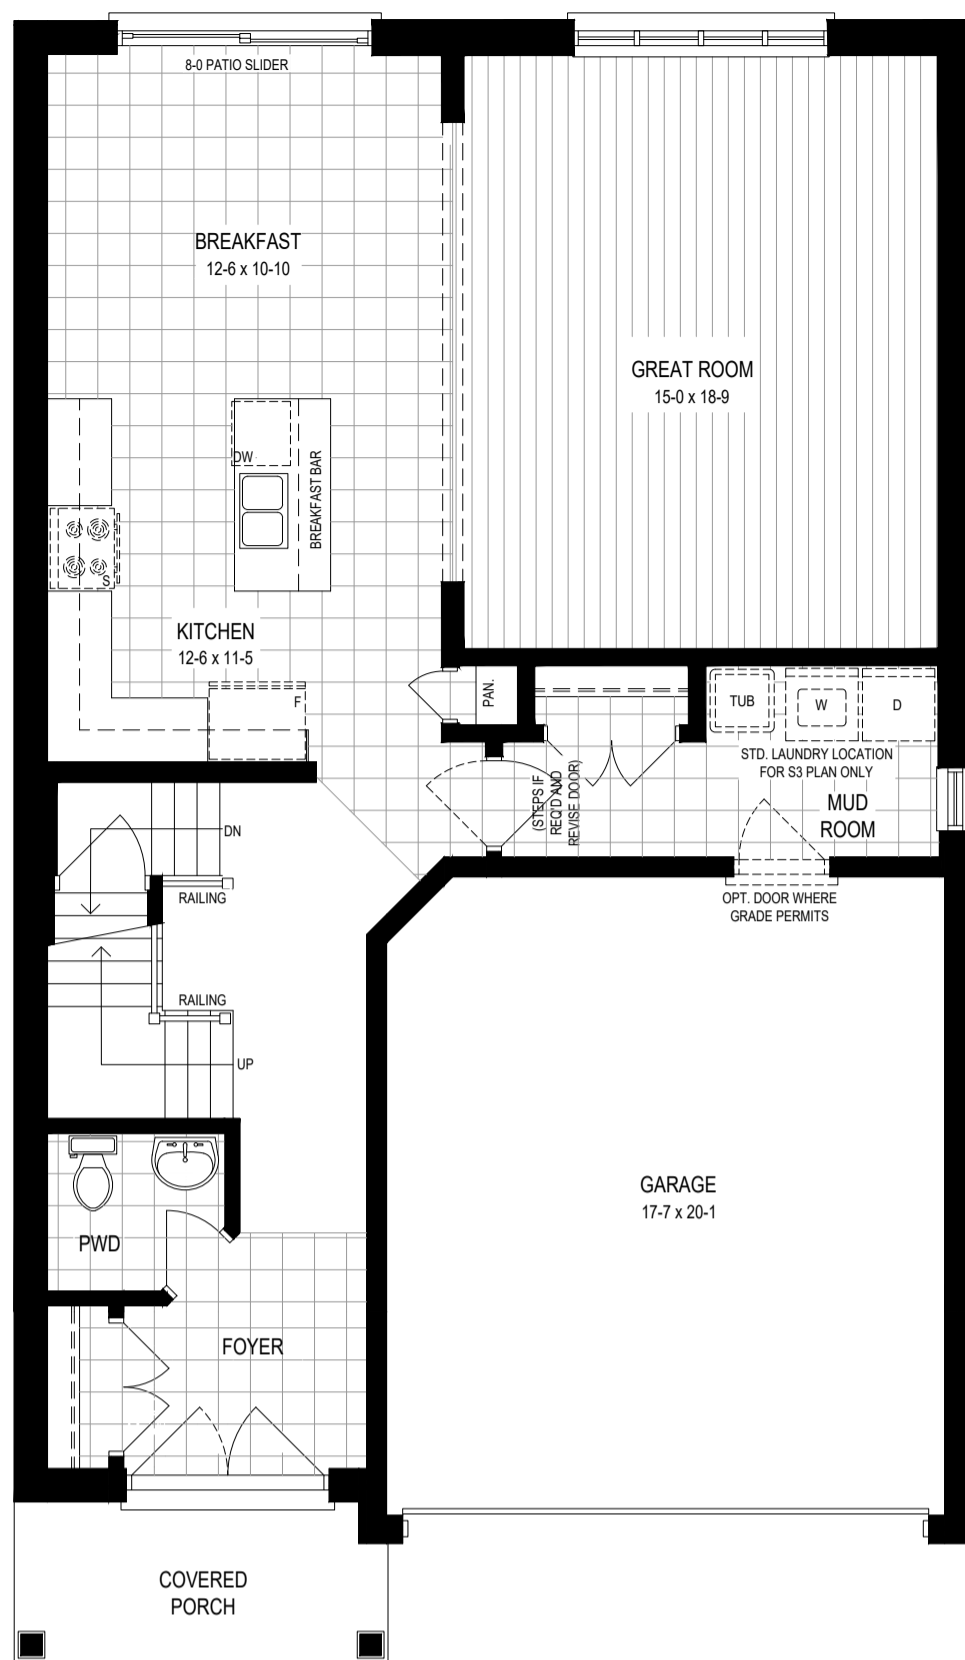 8-0 PATIO SLIDER
BREAKFAST
12-6 x 10-10
GREAT ROOM
15-0 x 18-9
DW
BREAKFAST BAR
S
KITCHEN
12-6 x 11-5
F
PAN.
TUB
W
D
STD. LAUNDRY LOCATION
FOR S3 PLAN ONLY
(STEPS IF
REQ'D AND
REVISE DOOR)
MUD
ROOM
DN
RAILING
OPT. DOOR WHERE
GRADE PERMITS
RAILING
UP
GARAGE
17-7 x 20-1
PWD
FOYER
COVERED
PORCH